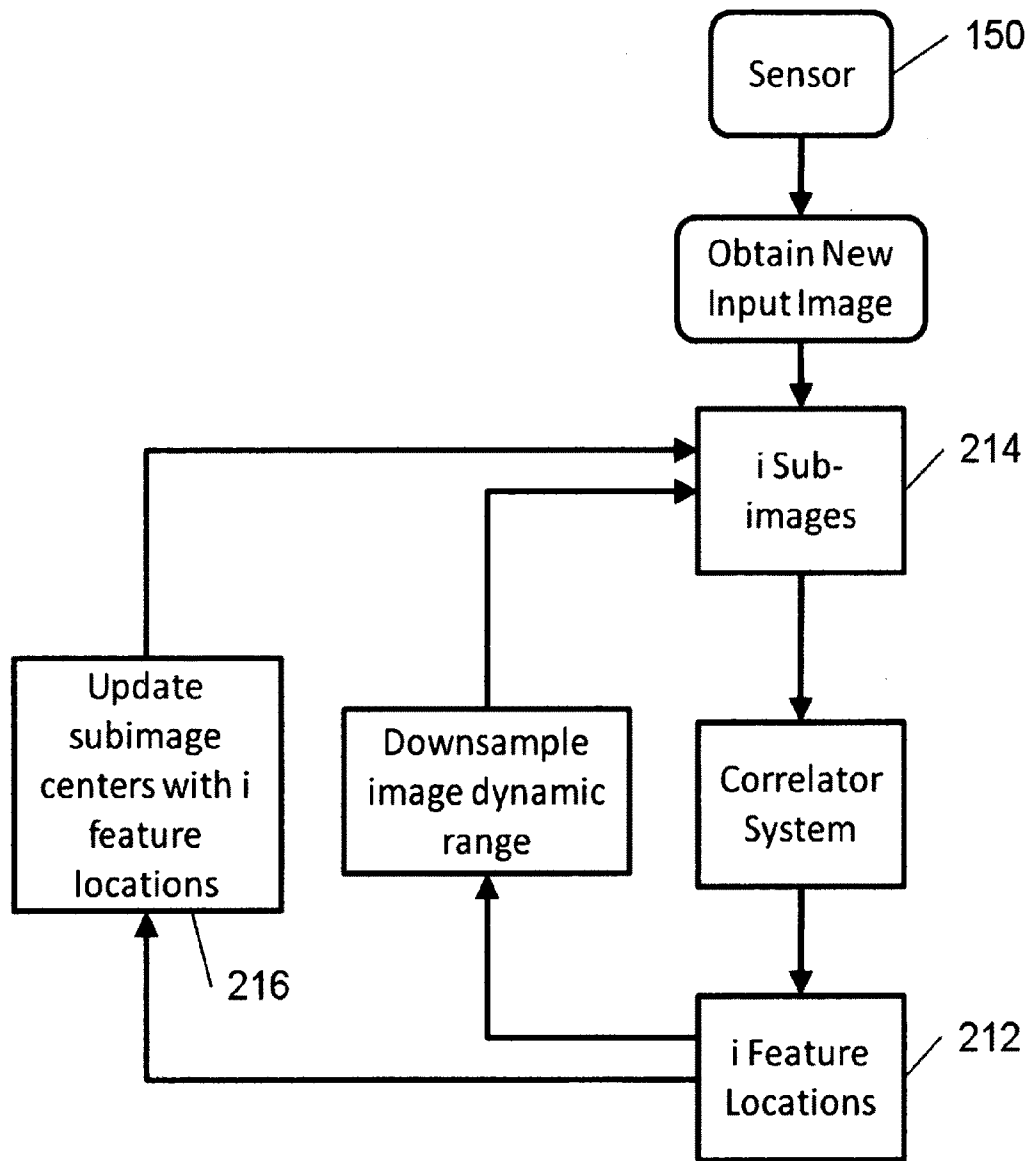 150
Sensor
Obtain New
Input Image
214
i Sub-
images
Update
subimage
centers with i
feature
locations
216
Downsample
image dynamic
range
Correlator
System
212
i Feature
Locations